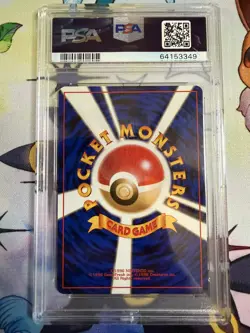 PSA
PSA
64153349
POCKET MONSTERS
CARD GAME